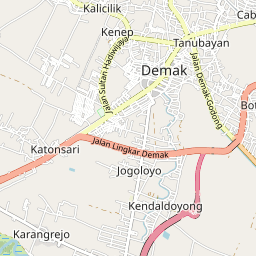 Kalicilik
Cab
Kenep
Tanubayan
Jalan Sultan Hadiwijaya
Demak
Jalan Demak-Godong
Bot
Katonsari
Jalan Lingkar Demak
Jogoloyo
Kendaldoyong
Karangrejo